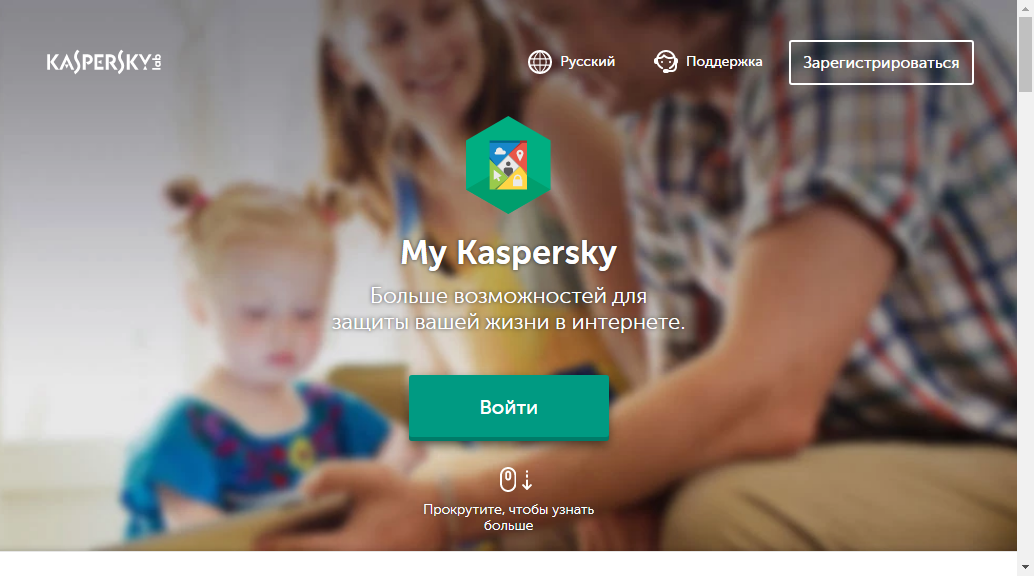 KASPERSKY lab
Русский
Поддержка
Зарегистрироваться
My Kaspersky
Больше возможностей для
защиты вашей жизни в интернете.
Войти
Прокрутите, чтобы узнать
больше